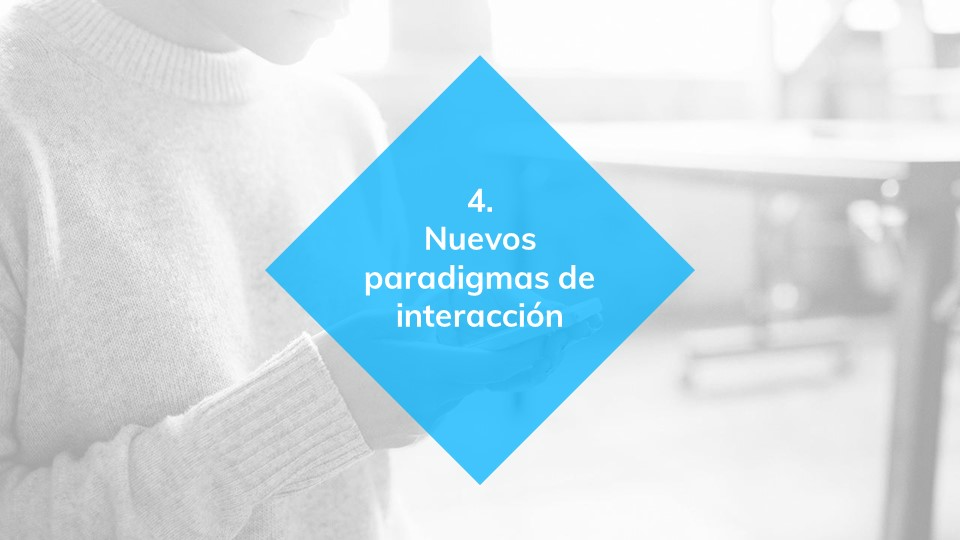 4.
Nuevos
paradigmas de
interacción